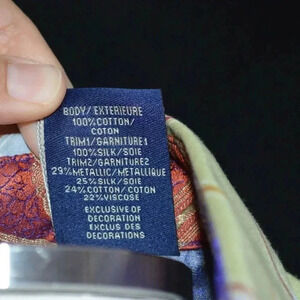 BODY/EXTERIEURE
100%COTTON/
COTON
TRIM1/GARNITURE1
100%SILK/SOIE
TRIM2/GARNITURE2
29%METALLIC/METALLIQUE
25%SILK/SOIE
24%COTTON/COTON
22%VISCOSE
EXCLUSIVE OF
DECORATION
EXCLUS DES
DECORATIONS